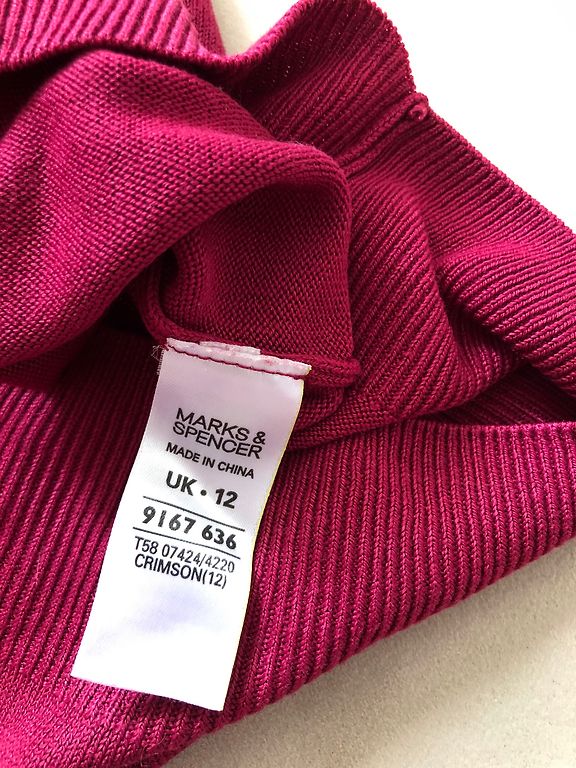 MARKS &
SPENCER
MADE IN CHINA
UK • 12
9167 636
T58 07424/4220
CRIMSON(12)